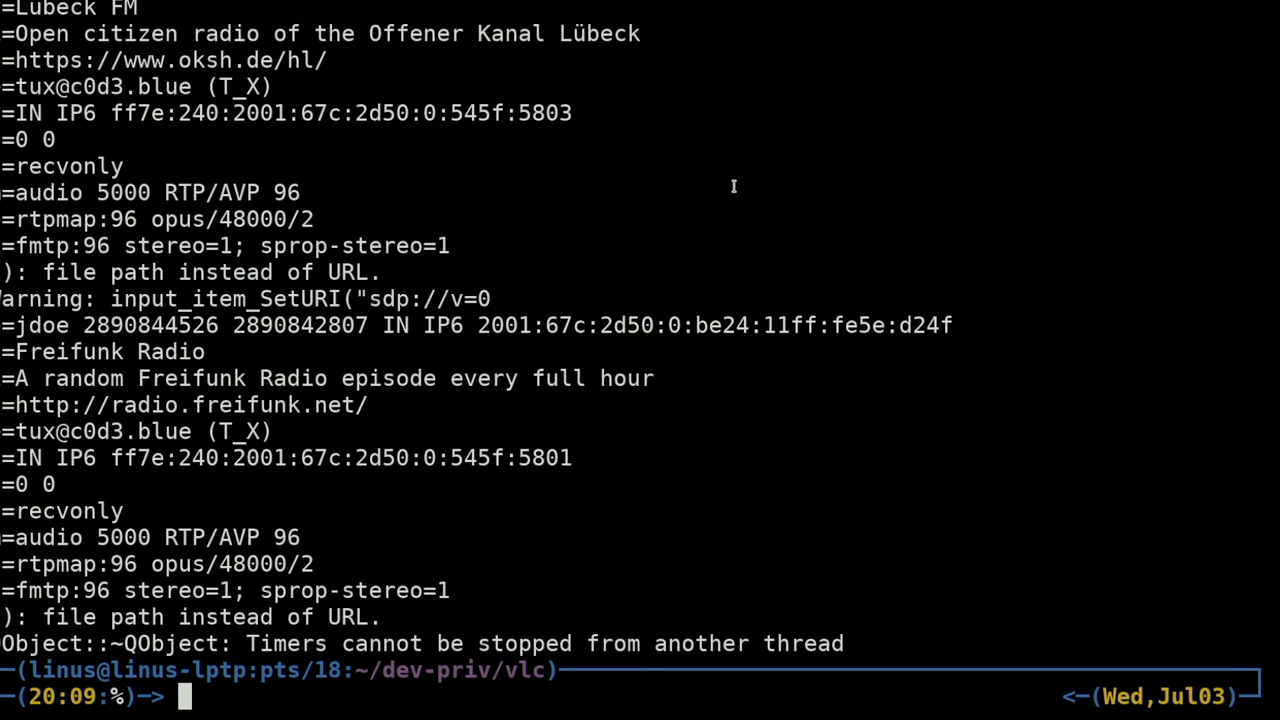 =Lübeck FM
=Open citizen radio of the Offener Kanal Lübeck
=https://www.oksh.de/hl/
=tux@c0d3.blue (T_X)
=IN IP6 ff7e:240:2001:67c:2d50:0:545f:5803
=0 0
=recvonly
=audio 5000 RTP/AVP 96
=rtpmap:96 opus/48000/2
=fmtp:96 stereo=1; sprop-stereo=1
): file path instead of URL.
Warning: input_item_SetURI("sdp://v=0
=jdoe 2890844526 2890842807 IN IP6 2001:67c:2d50:0:be24:11ff:fe5e:d24f
=Freifunk Radio
=A random Freifunk Radio episode every full hour
=http://radio.freifunk.net/
=tux@c0d3.blue (T_X)
=IN IP6 ff7e:240:2001:67c:2d50:0:545f:5801
=0 0
=recvonly
=audio 5000 RTP/AVP 96
=rtpmap:96 opus/48000/2
=fmtp:96 stereo=1; sprop-stereo=1
): file path instead of URL.
QObject::~QObject: Timers cannot be stopped from another thread
─(linus@linus-lptp:pts/18:~/dev-priv/vlc)
─(20:09:%)─> <─(Wed,Jul03)─